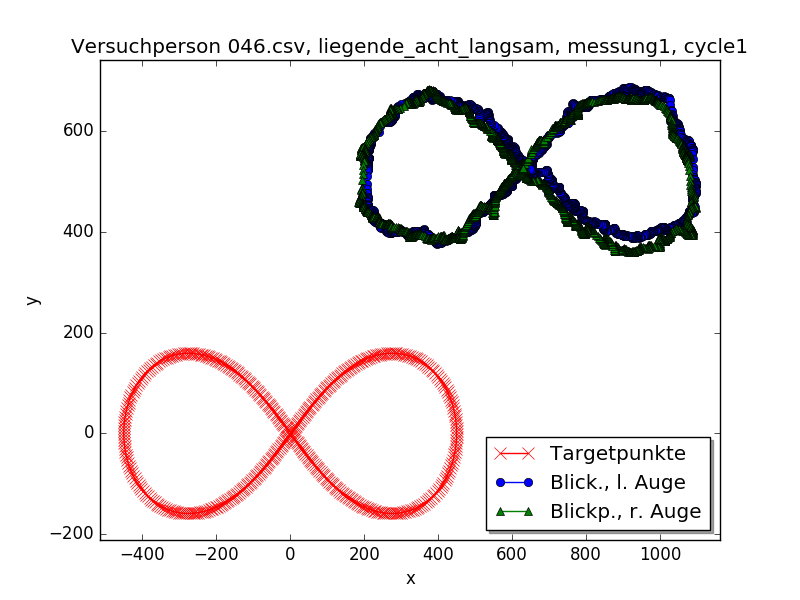 Versuchperson 046.csv, liegende_acht_langsam, messung1, cycle1
y
600
400
200
0
−200
−400
−200
0
200
400
600
800
1000
x
Targetpunkte
Blick., l. Auge
Blickp., r. Auge